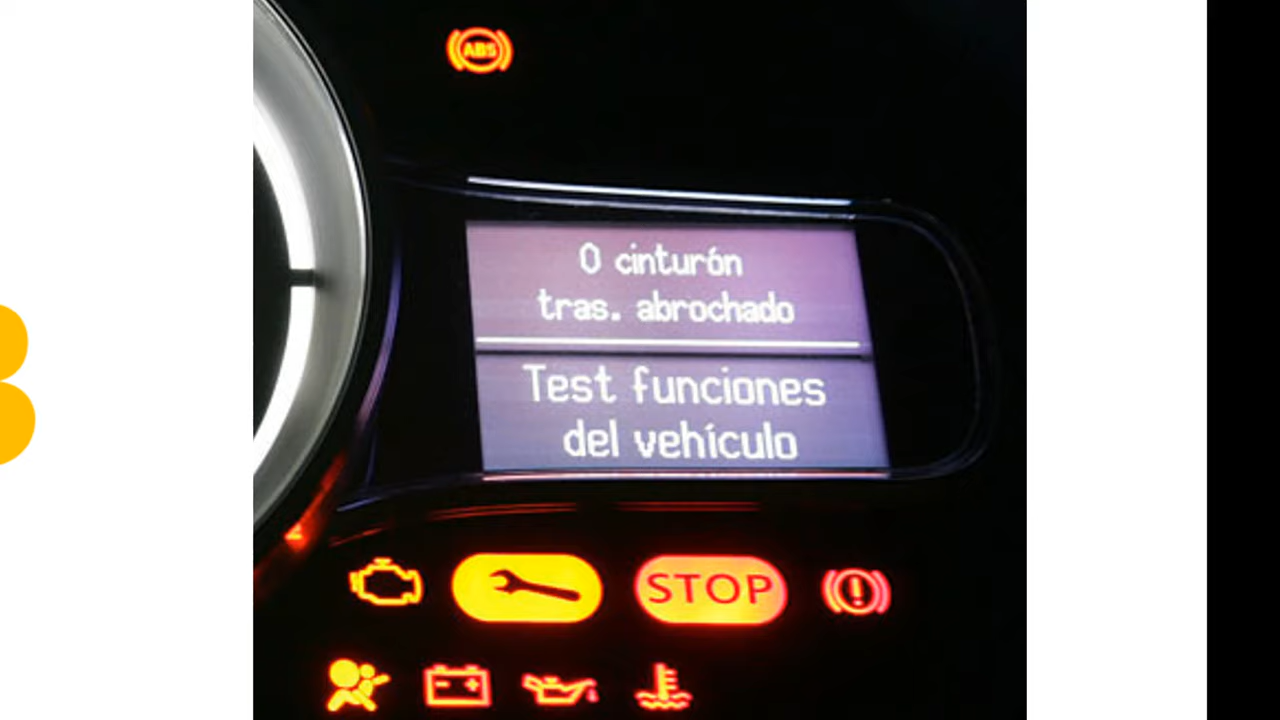 ABS
0 cinturón
tras. abrochado
Test funciones
del vehículo
STOP